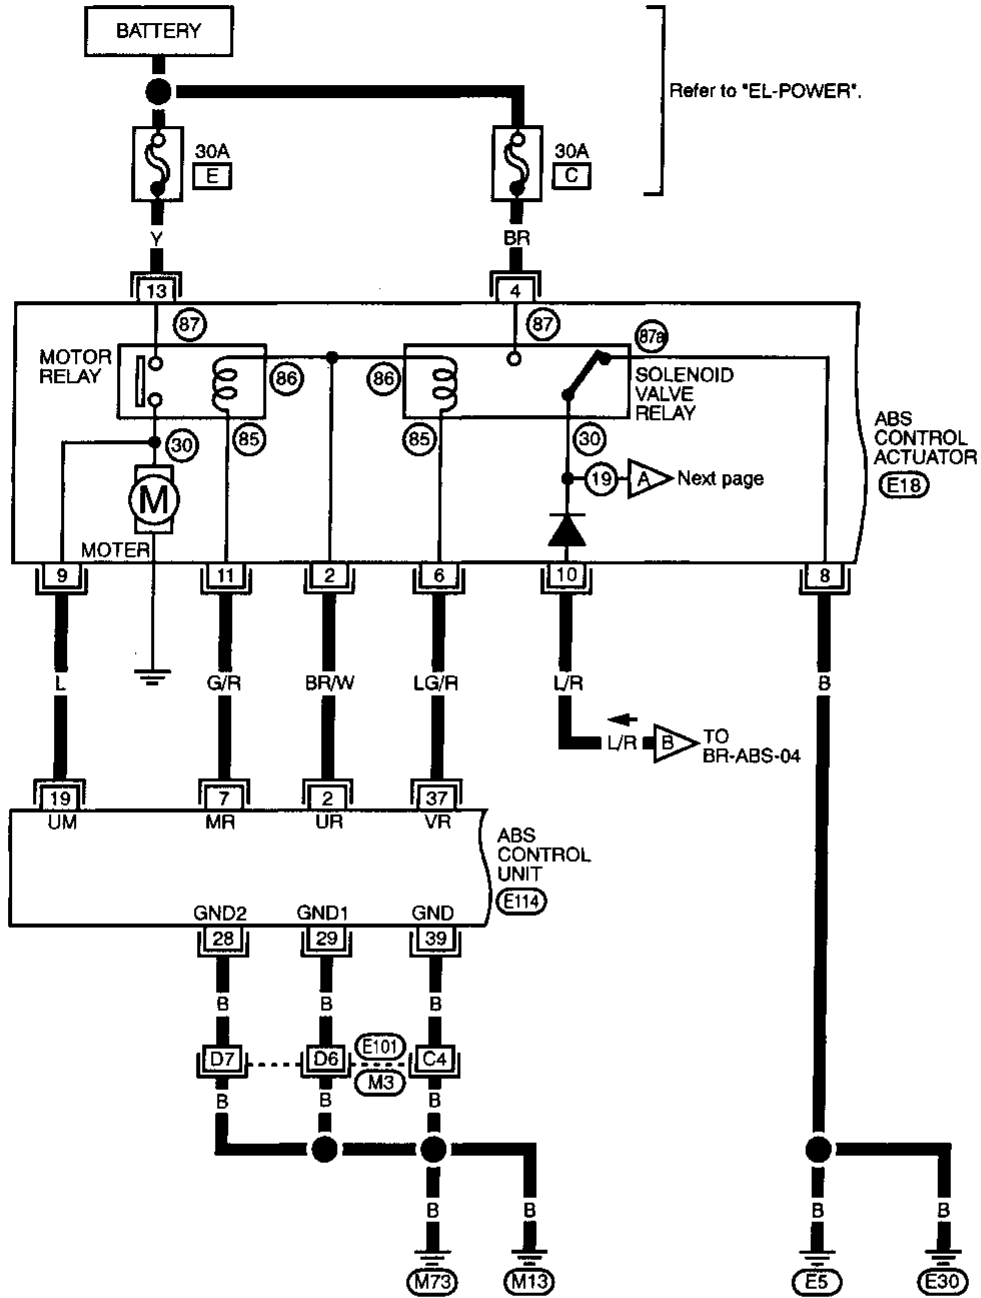 BATTERY
Refer to "EL-POWER".
30A
E
30A
C
Y
BR
13
4
87
87
87a
MOTOR
RELAY
86
86
SOLENOID
VALVE
RELAY
85
85
30
30
ABS
CONTROL
ACTUATOR
E18
19
A
Next page
M
MOTER
9
11
2
6
10
8
L
G/R
BR/W
LG/R
L/R
B
L/R
B
TO
BR-ABS-04
19
7
2
37
UM
MR
UR
VR
ABS
CONTROL
UNIT
E114
GND2
GND1
GND
28
29
39
B
B
B
D7
D6
E101
M3
C4
B
B
B
B
B
B
B
M73
M13
E5
E30